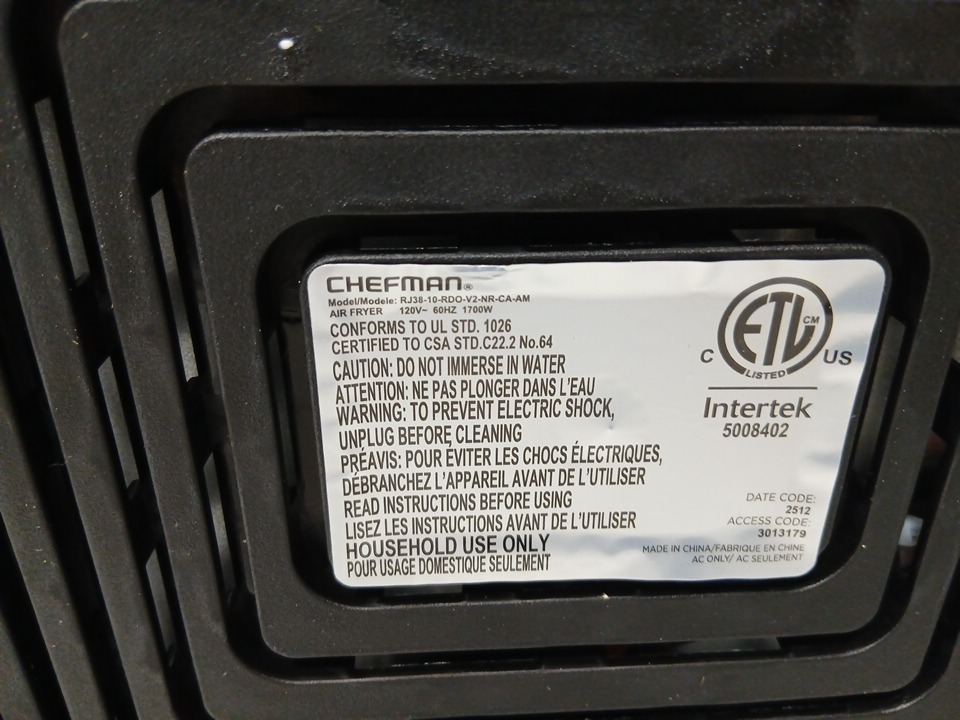 CHEFMAN®
Model/Modele: RJ38-10-RDO-V2-NR-CA-AM
AIR FRYER 120V~ 60HZ 1700W
CONFORMS TO UL STD. 1026
CERTIFIED TO CSA STD.C22.2 No.64
CAUTION: DO NOT IMMERSE IN WATER
ATTENTION: NE PAS PLONGER DANS L'EAU
WARNING: TO PREVENT ELECTRIC SHOCK,
UNPLUG BEFORE CLEANING
PRÉAVIS: POUR ÉVITER LES CHOCS ÉLECTRIQUES,
DÉBRANCHEZ L'APPAREIL AVANT DE L'UTILISER
READ INSTRUCTIONS BEFORE USING
LISEZ LES INSTRUCTIONS AVANT DE L'UTILISER
HOUSEHOLD USE ONLY
POUR USAGE DOMESTIQUE SEULEMENT
ETL CM
C US
LISTED
Intertek
5008402
DATE CODE:
2512
ACCESS CODE:
3013179
MADE IN CHINA/FABRIQUE EN CHINE
AC ONLY/ AC SEULEMENT